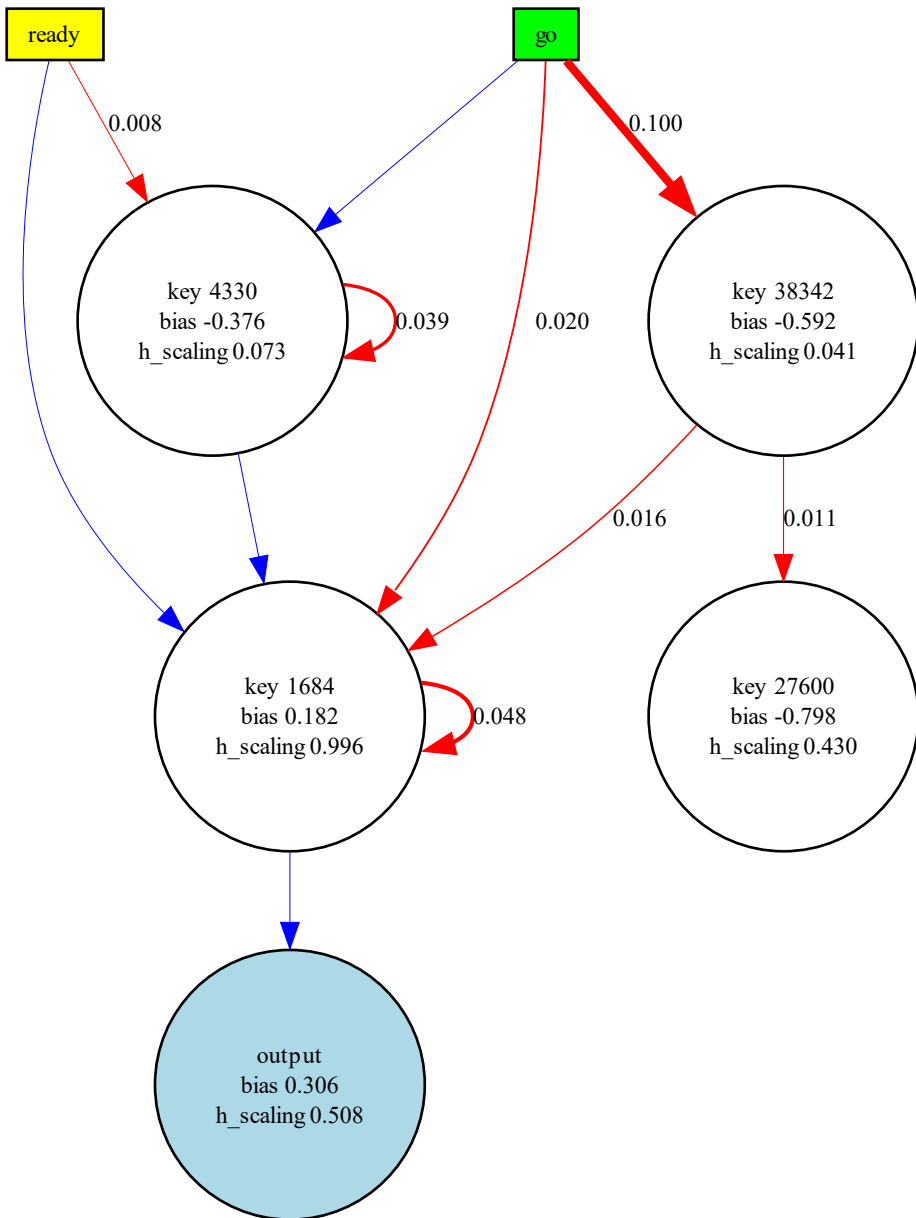 ready
go
0.008
0.100
key 4330
bias -0.376
h_scaling 0.073
0.039
0.020
key 38342
bias -0.592
h_scaling 0.041
0.016
0.011
key 1684
bias 0.182
h_scaling 0.996
0.048
key 27600
bias -0.798
h_scaling 0.430
output
bias 0.306
h_scaling 0.508